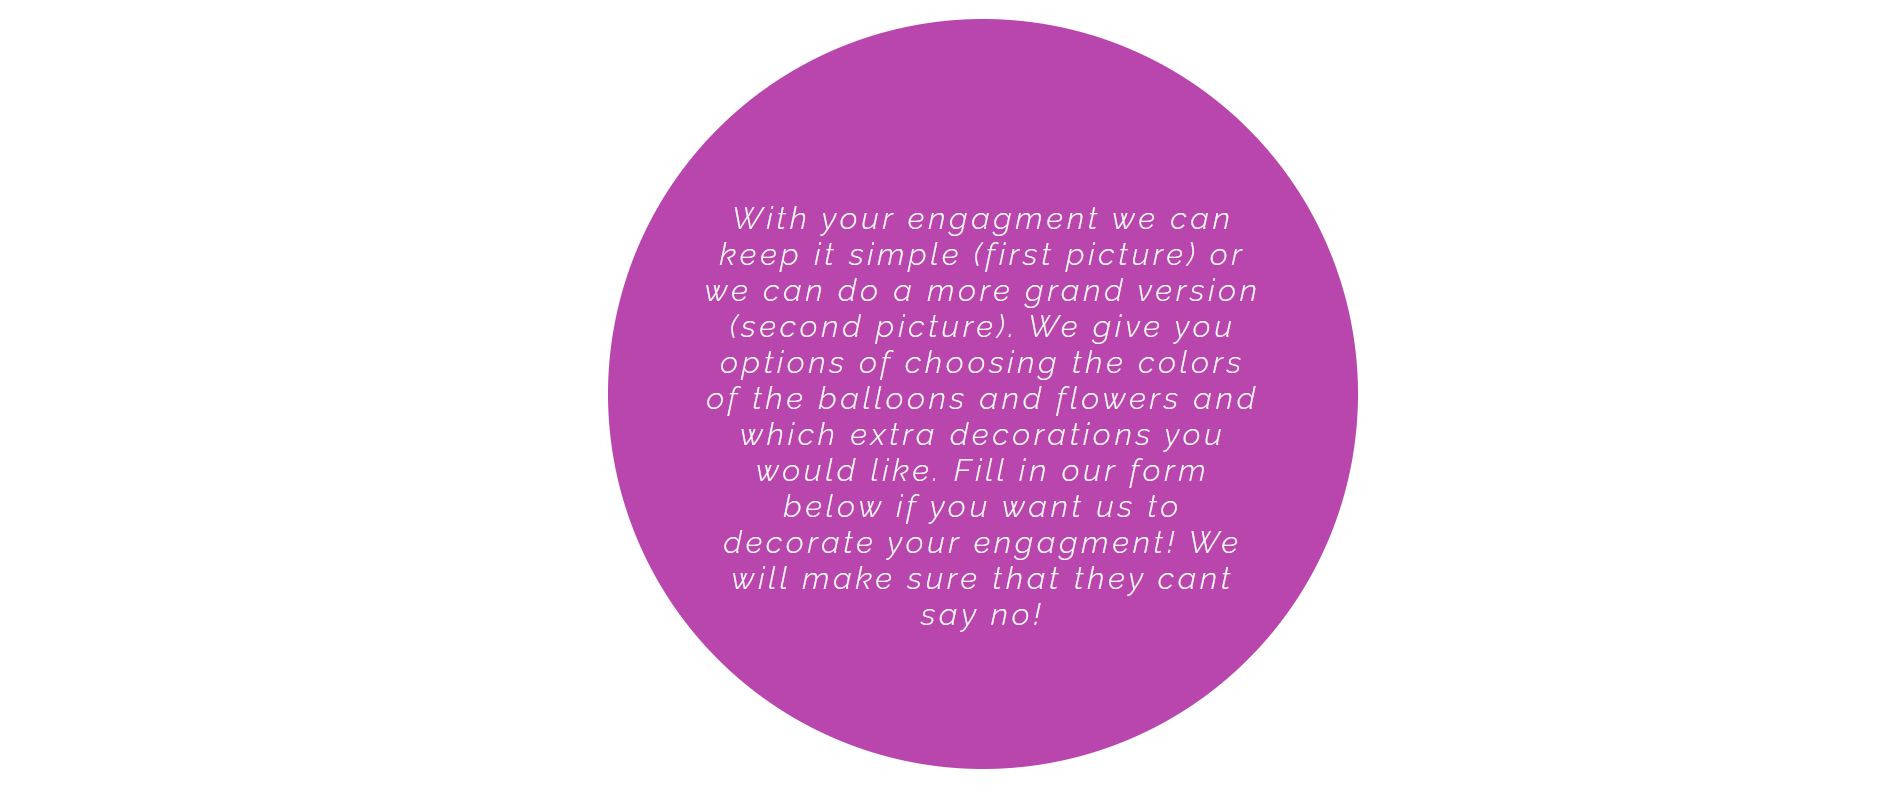 With your engagment we can
keep it simple (first picture) or
we can do a more grand version
(second picture). We give you
options of choosing the colors
of the balloons and flowers and
which extra decorations you
would like. Fill in our form
below if you want us to
decorate your engagment! We
will make sure that they cant
say no!